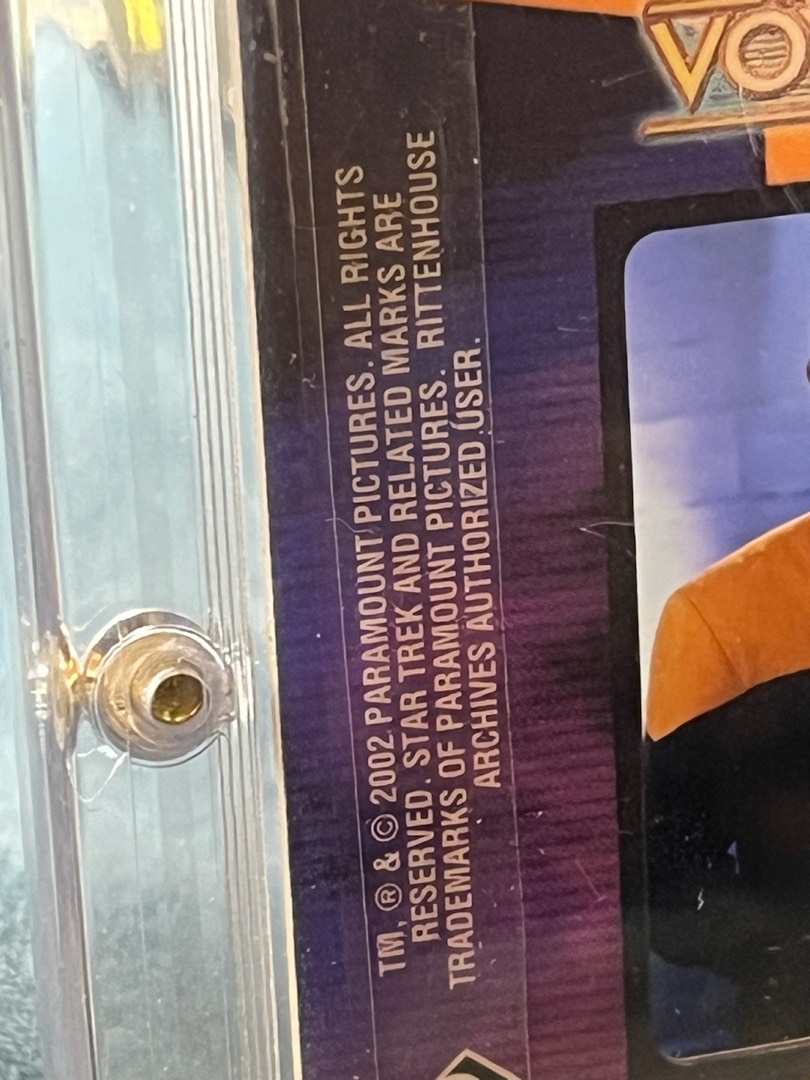 VO
TM, ® & © 2002 PARAMOUNT PICTURES. ALL RIGHTS
RESERVED. STAR TREK AND RELATED MARKS ARE
TRADEMARKS OF PARAMOUNT PICTURES. RITTENHOUSE
ARCHIVES AUTHORIZED USER.